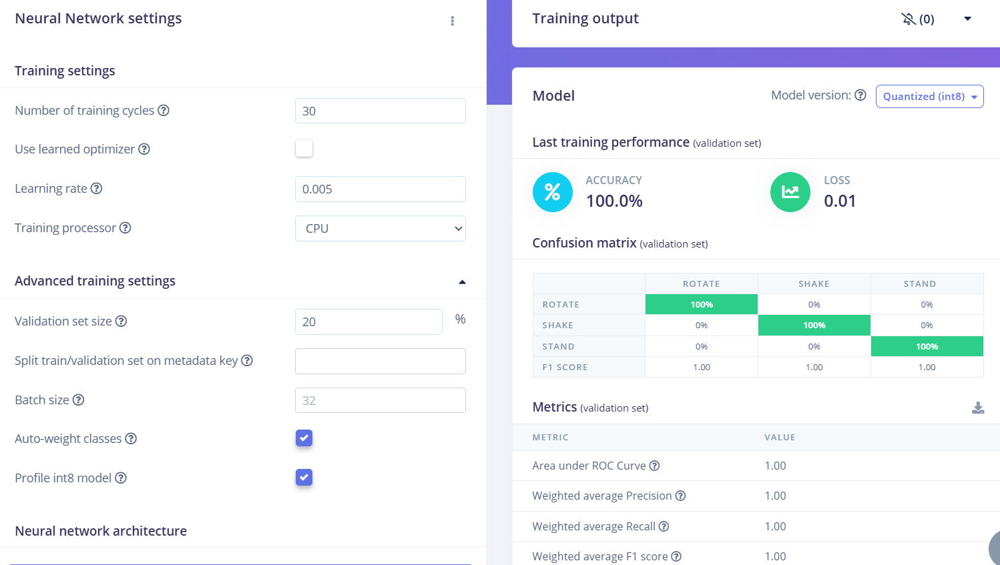 Neural Network settings
Training settings
Number of training cycles
30
Use learned optimizer
Learning rate
0.005
Training processor
CPU
Advanced training settings
Validation set size
20
%
Split train/validation set on metadata key
Batch size
32
Auto-weight classes
Profile int8 model
Neural network architecture
Training output
(0)
Model
Model version:
Quantized (int8)
Last training performance (validation set)
ACCURACY
100.0%
LOSS
0.01
Confusion matrix (validation set)
ROTATE SHAKE STAND
ROTATE 100% 0% 0%
SHAKE 0% 100% 0%
STAND 0% 0% 100%
F1 SCORE 1.00 1.00 1.00
Metrics (validation set)
METRIC VALUE
Area under ROC Curve 1.00
Weighted average Precision 1.00
Weighted average Recall 1.00
Weighted average F1 score 1.00